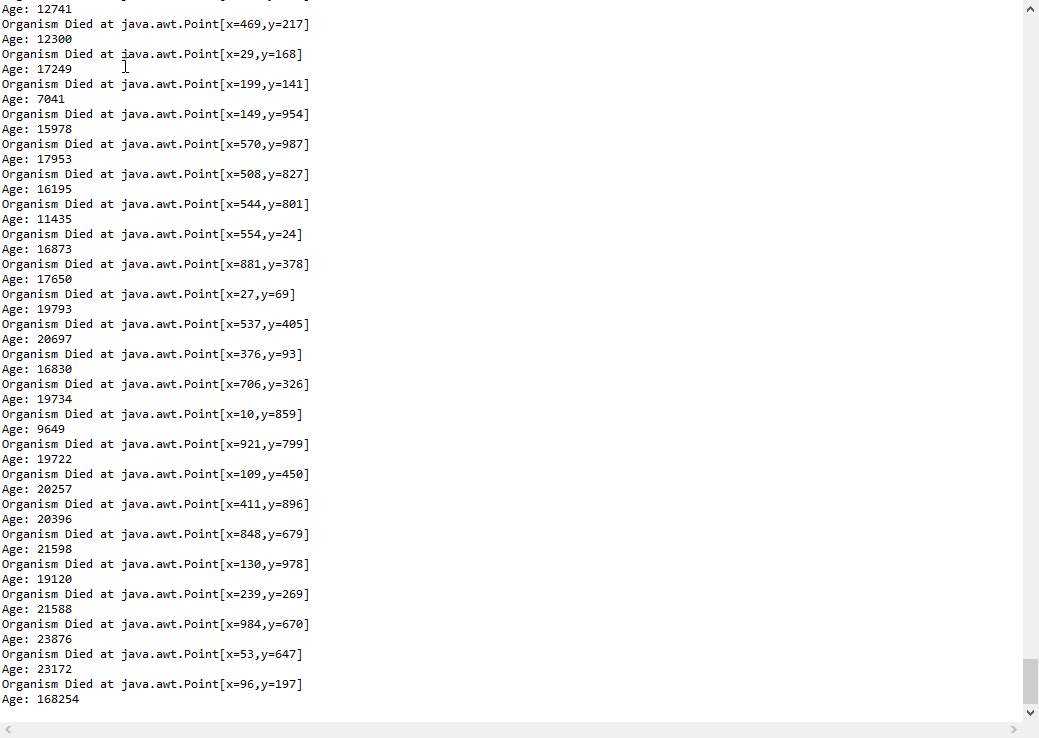 Age: 12741
Organism Died at java.awt.Point[x=469,y=217]
Age: 12300
Organism Died at java.awt.Point[x=29,y=168]
Age: 17249
Organism Died at java.awt.Point[x=199,y=141]
Age: 7041
Organism Died at java.awt.Point[x=149,y=954]
Age: 15978
Organism Died at java.awt.Point[x=570,y=987]
Age: 17953
Organism Died at java.awt.Point[x=508,y=827]
Age: 16195
Organism Died at java.awt.Point[x=544,y=801]
Age: 11435
Organism Died at java.awt.Point[x=554,y=24]
Age: 16873
Organism Died at java.awt.Point[x=881,y=378]
Age: 17650
Organism Died at java.awt.Point[x=27,y=69]
Age: 19793
Organism Died at java.awt.Point[x=537,y=405]
Age: 20697
Organism Died at java.awt.Point[x=376,y=93]
Age: 16830
Organism Died at java.awt.Point[x=706,y=326]
Age: 19734
Organism Died at java.awt.Point[x=10,y=859]
Age: 9649
Organism Died at java.awt.Point[x=921,y=799]
Age: 19722
Organism Died at java.awt.Point[x=109,y=450]
Age: 20257
Organism Died at java.awt.Point[x=411,y=896]
Age: 20396
Organism Died at java.awt.Point[x=848,y=679]
Age: 21598
Organism Died at java.awt.Point[x=130,y=978]
Age: 19120
Organism Died at java.awt.Point[x=239,y=269]
Age: 21588
Organism Died at java.awt.Point[x=984,y=670]
Age: 23876
Organism Died at java.awt.Point[x=53,y=647]
Age: 23172
Organism Died at java.awt.Point[x=96,y=197]
Age: 168254